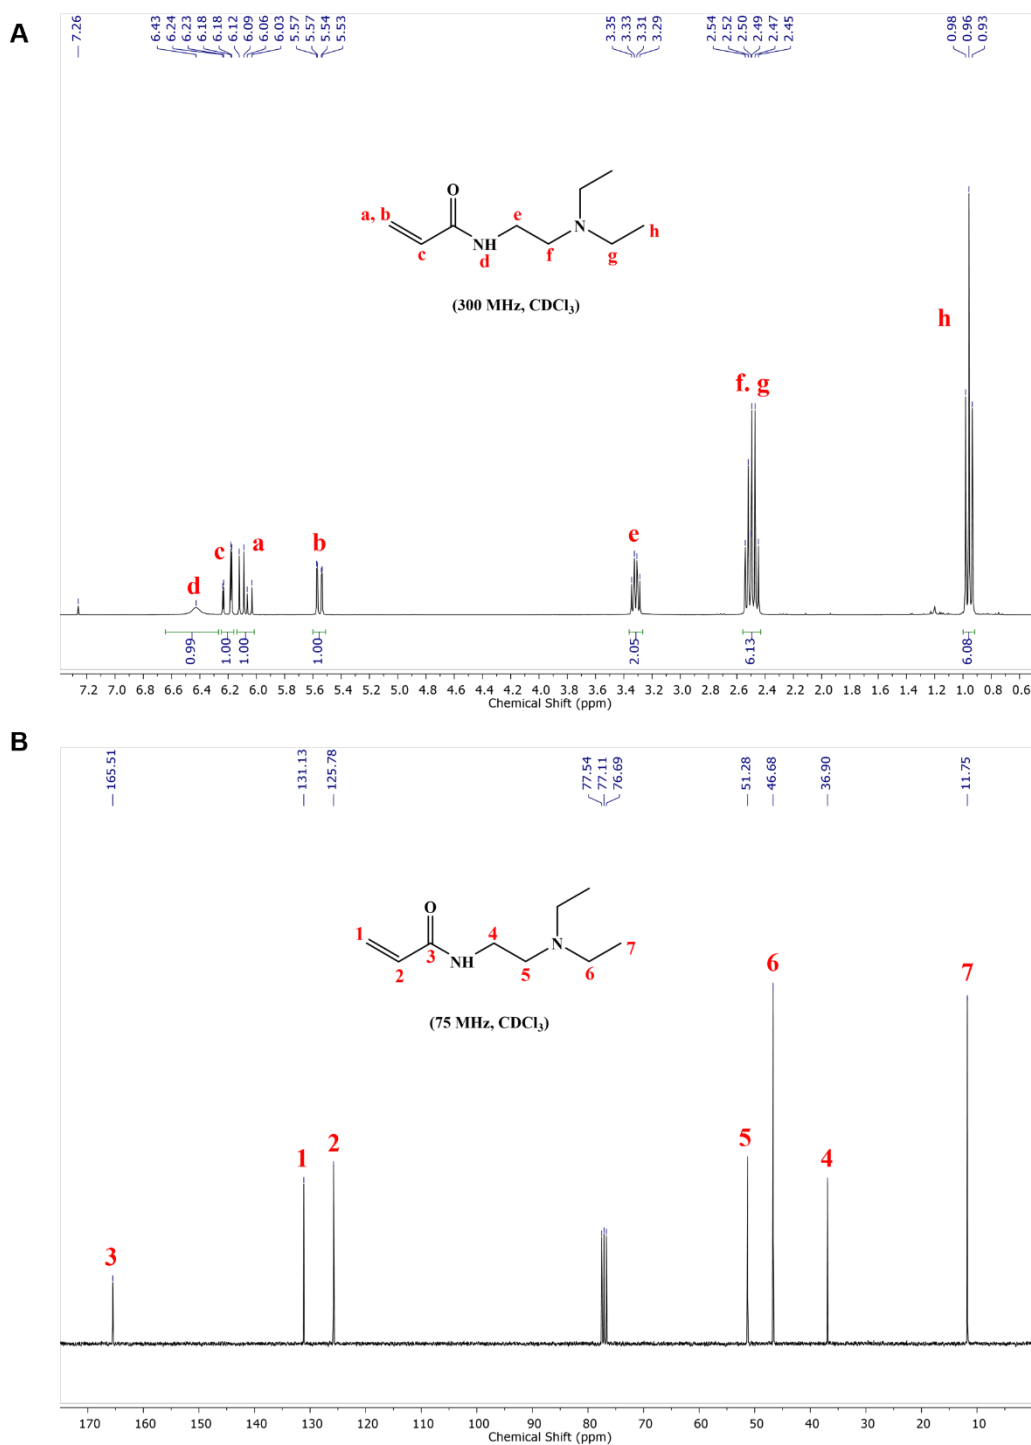 A
7.26
6.43
6.24
6.23
6.18
6.18
6.12
6.09
6.06
6.03
5.57
5.57
5.54
5.53
3.35
3.33
3.31
3.29
2.54
2.52
2.50
2.49
2.47
2.45
0.98
0.96
0.93
O
a, b
e
N
h
c
NH
g
d
f
(300 MHz, CDCl₃)
h
f. g
e
c a
b
d
0.99
1.00
1.00
1.00
2.05
6.13
6.08
7.2 7.0 6.8 6.6 6.4 6.2 6.0 5.8 5.6 5.4 5.2 5.0 4.8 4.6 4.4 4.2 4.0 3.8 3.6 3.4 3.2 3.0 2.8 2.6 2.4 2.2 2.0 1.8 1.6 1.4 1.2 1.0 0.8 0.6
Chemical Shift (ppm)
B
165.51
131.13
125.78
77.54
77.11
76.69
51.28
46.68
36.90
11.75
O
1
4
N
7
3
2
NH
5
6
(75 MHz, CDCl₃)
6
7
2
1
5
4
3
170 160 150 140 130 120 110 100 90 80 70 60 50 40 30 20 10
Chemical Shift (ppm)